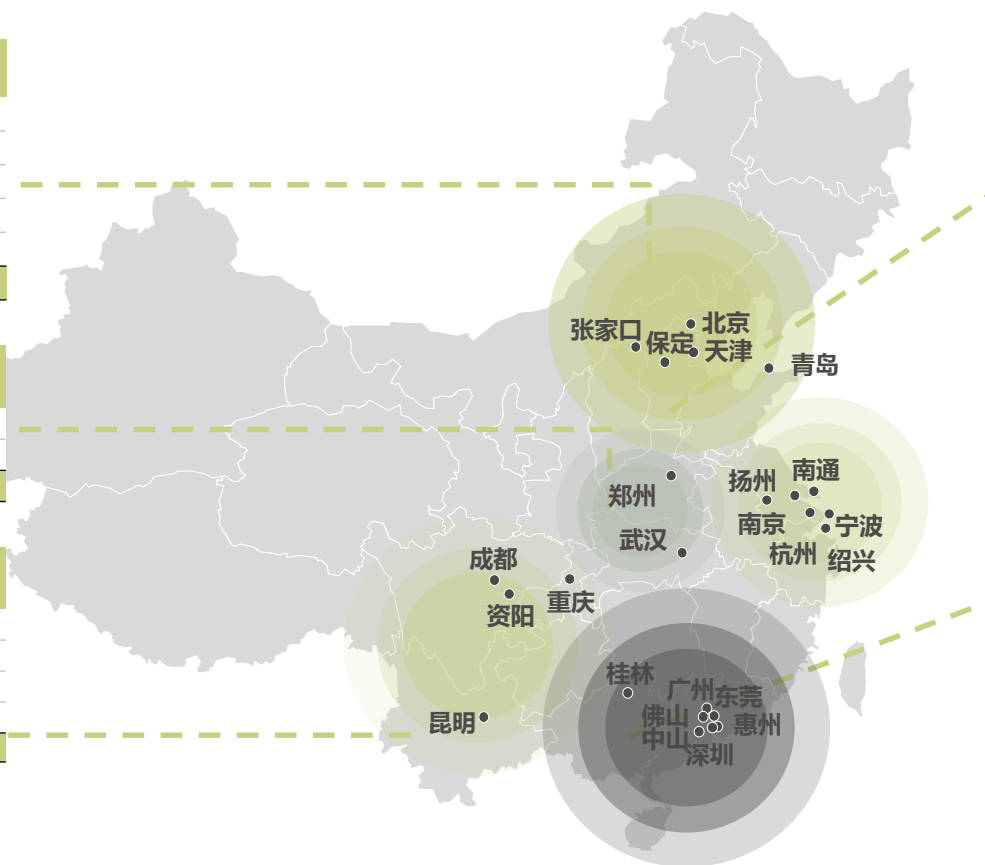 北京
张家口
保定
天津
青岛
南通
扬州
郑州
南京
宁波
武汉
杭州
绍兴
成都
重庆
资阳
桂林
广州
东莞
佛山
惠州
昆明
中山
深圳